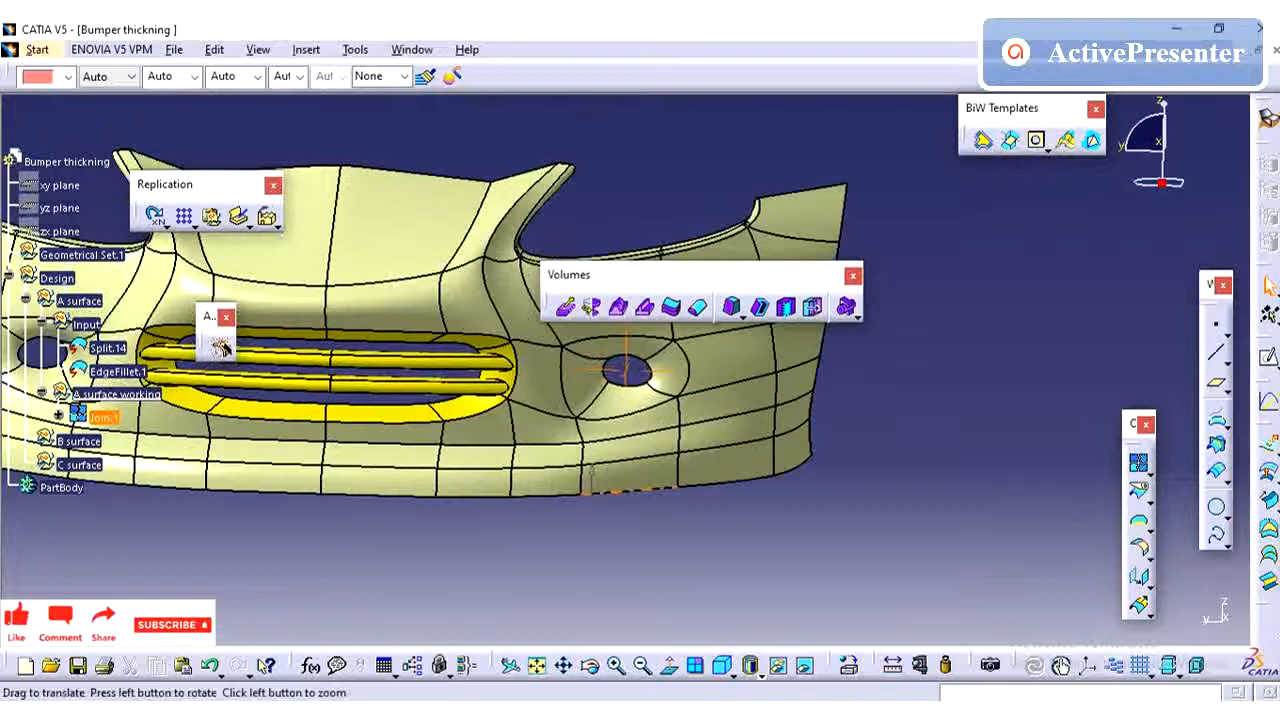 CATIA V5 - [Bumper thickning ]
Start ENOVIA V5 VPM File Edit View Insert Tools Window Help
ActivePresenter
Auto Auto Auto Aut Aut None
BiW Templates
z
y x
Bumper thickning
xy plane
yz plane
zx plane
Geometrical Set.1
Design
A surface
Input
Split.14
EdgeFillet.1
A surface working
Join.1
B surface
C surface
PartBody
Replication
A..
Volumes
W
C
Like Comment Share
SUBSCRIBE
z
y x
CATIA
Drag to translate Press left button to rotate Click left button to zoom